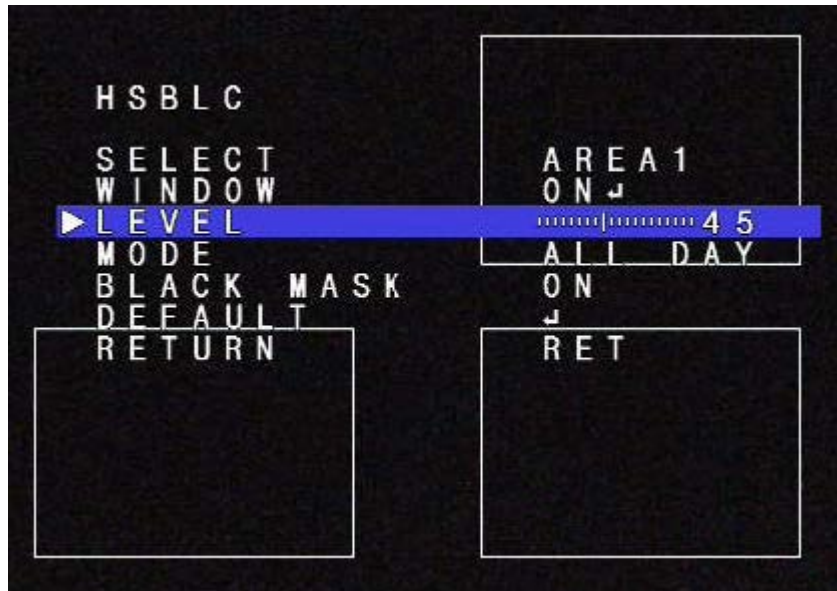 HSBLC
SELECT AREA1
WINDOW ON↵
LEVEL 45
MODE ALL DAY
BLACK MASK ON
DEFAULT ↵
RETURN RET